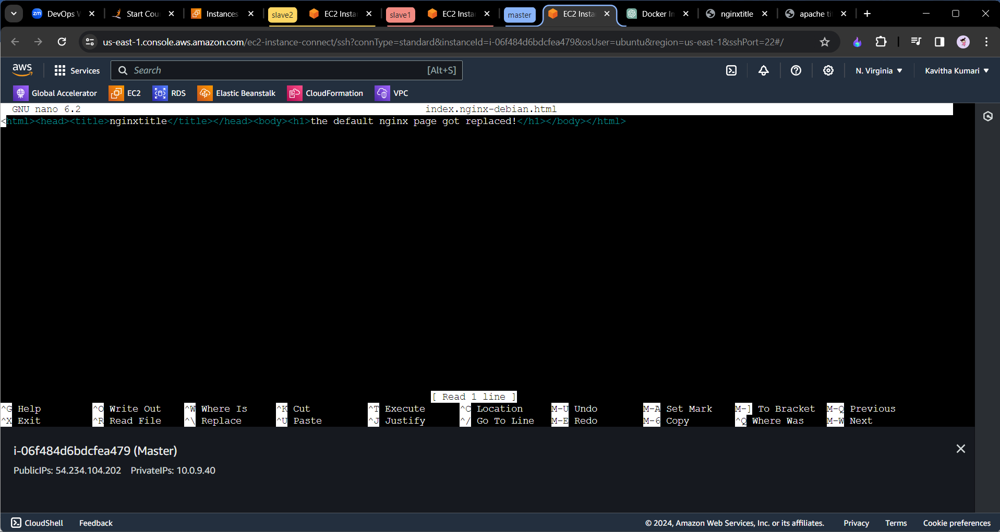 DevOps
Start Cou
Instances
slave2
EC2 Insta
slave1
EC2 Insta
master
EC2 Insta
Docker I
nginxtitle
apache ti
us-east-1.console.aws.amazon.com/ec2-instance-connect/ssh?connType=standard&instanceId=i-06f484d6bdcfea479&osUser=ubuntu&region=us-east-1&sshPort=22#/
aws
Services
Search
[Alt+S]
N. Virginia
Kavitha Kumari
Global Accelerator
EC2
RDS
Elastic Beanstalk
CloudFormation
VPC
GNU nano 6.2 index.nginx-debian.html
<html><head><title>nginxtitle</title></head><body><h1>the default nginx page got replaced!</h1></body></html>
[ Read 1 line ]
^G Help ^O Write Out ^W Where Is ^K Cut ^T Execute ^C Location M-U Undo M-A Set Mark M-] To Bracket M-Q Previous
^X Exit ^R Read File ^\ Replace ^U Paste ^J Justify ^/ Go To Line M-E Redo M-6 Copy ^Q Where Was M-W Next
i-06f484d6bdcfea479 (Master)
PublicIPs: 54.234.104.202 PrivateIPs: 10.0.9.40
CloudShell Feedback © 2024, Amazon Web Services, Inc. or its affiliates. Privacy Terms Cookie preferences